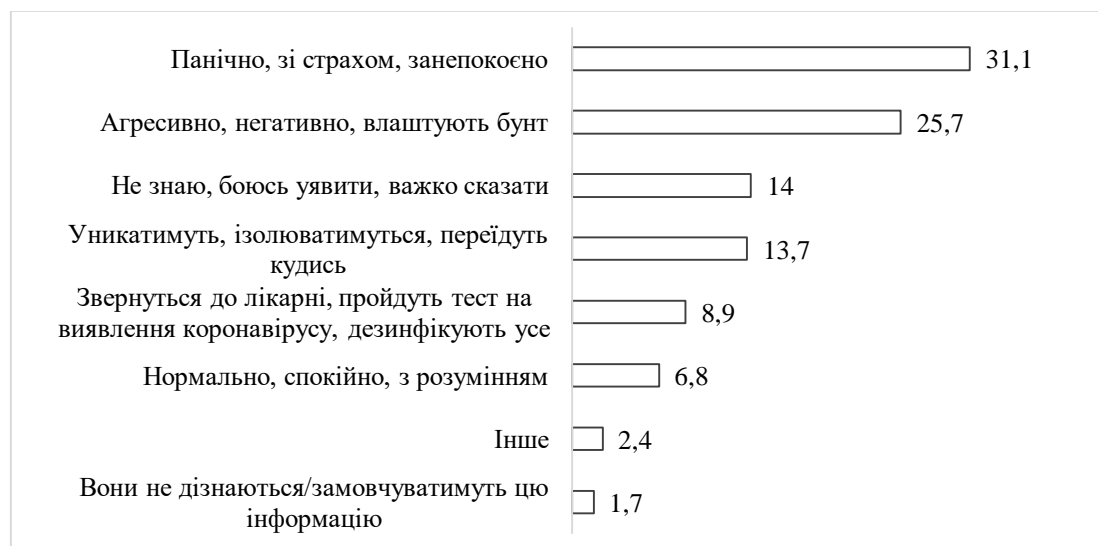 Панічно, зі страхом, занепокоєно 31,1
Агресивно, негативно, влаштують бунт 25,7
Не знаю, боюсь уявити, важко сказати 14
Уникатимуть, ізолюватимуться, переїдуть
кудись 13,7
Звернуться до лікарні, пройдуть тест на
виявлення коронавірусу, дезинфікують усе 8,9
Нормально, спокійно, з розумінням 6,8
Інше 2,4
Вони не дізнаються/замовчуватимуть цю
інформацію 1,7